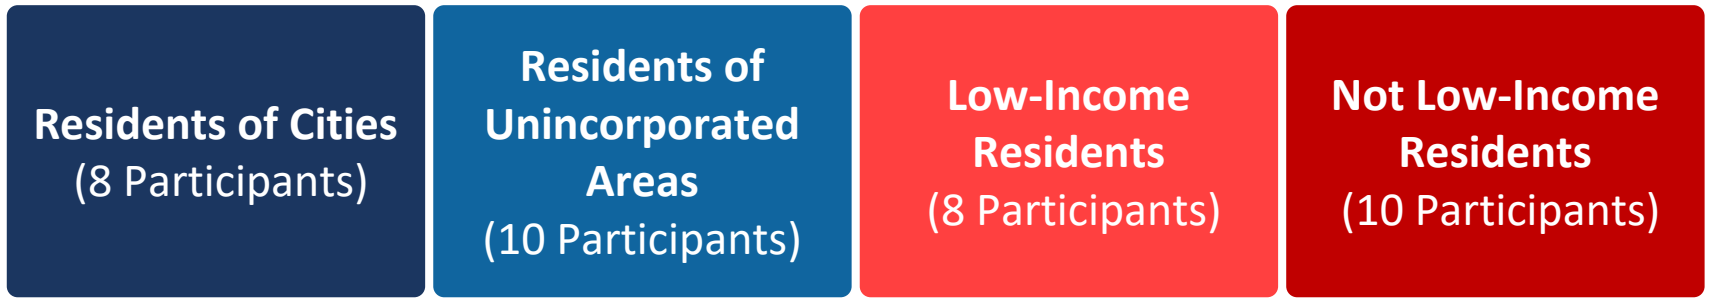 Residents of Cities
(8 Participants)
Residents of
Unincorporated
Areas
(10 Participants)
Low-Income
Residents
(8 Participants)
Not Low-Income
Residents
(10 Participants)